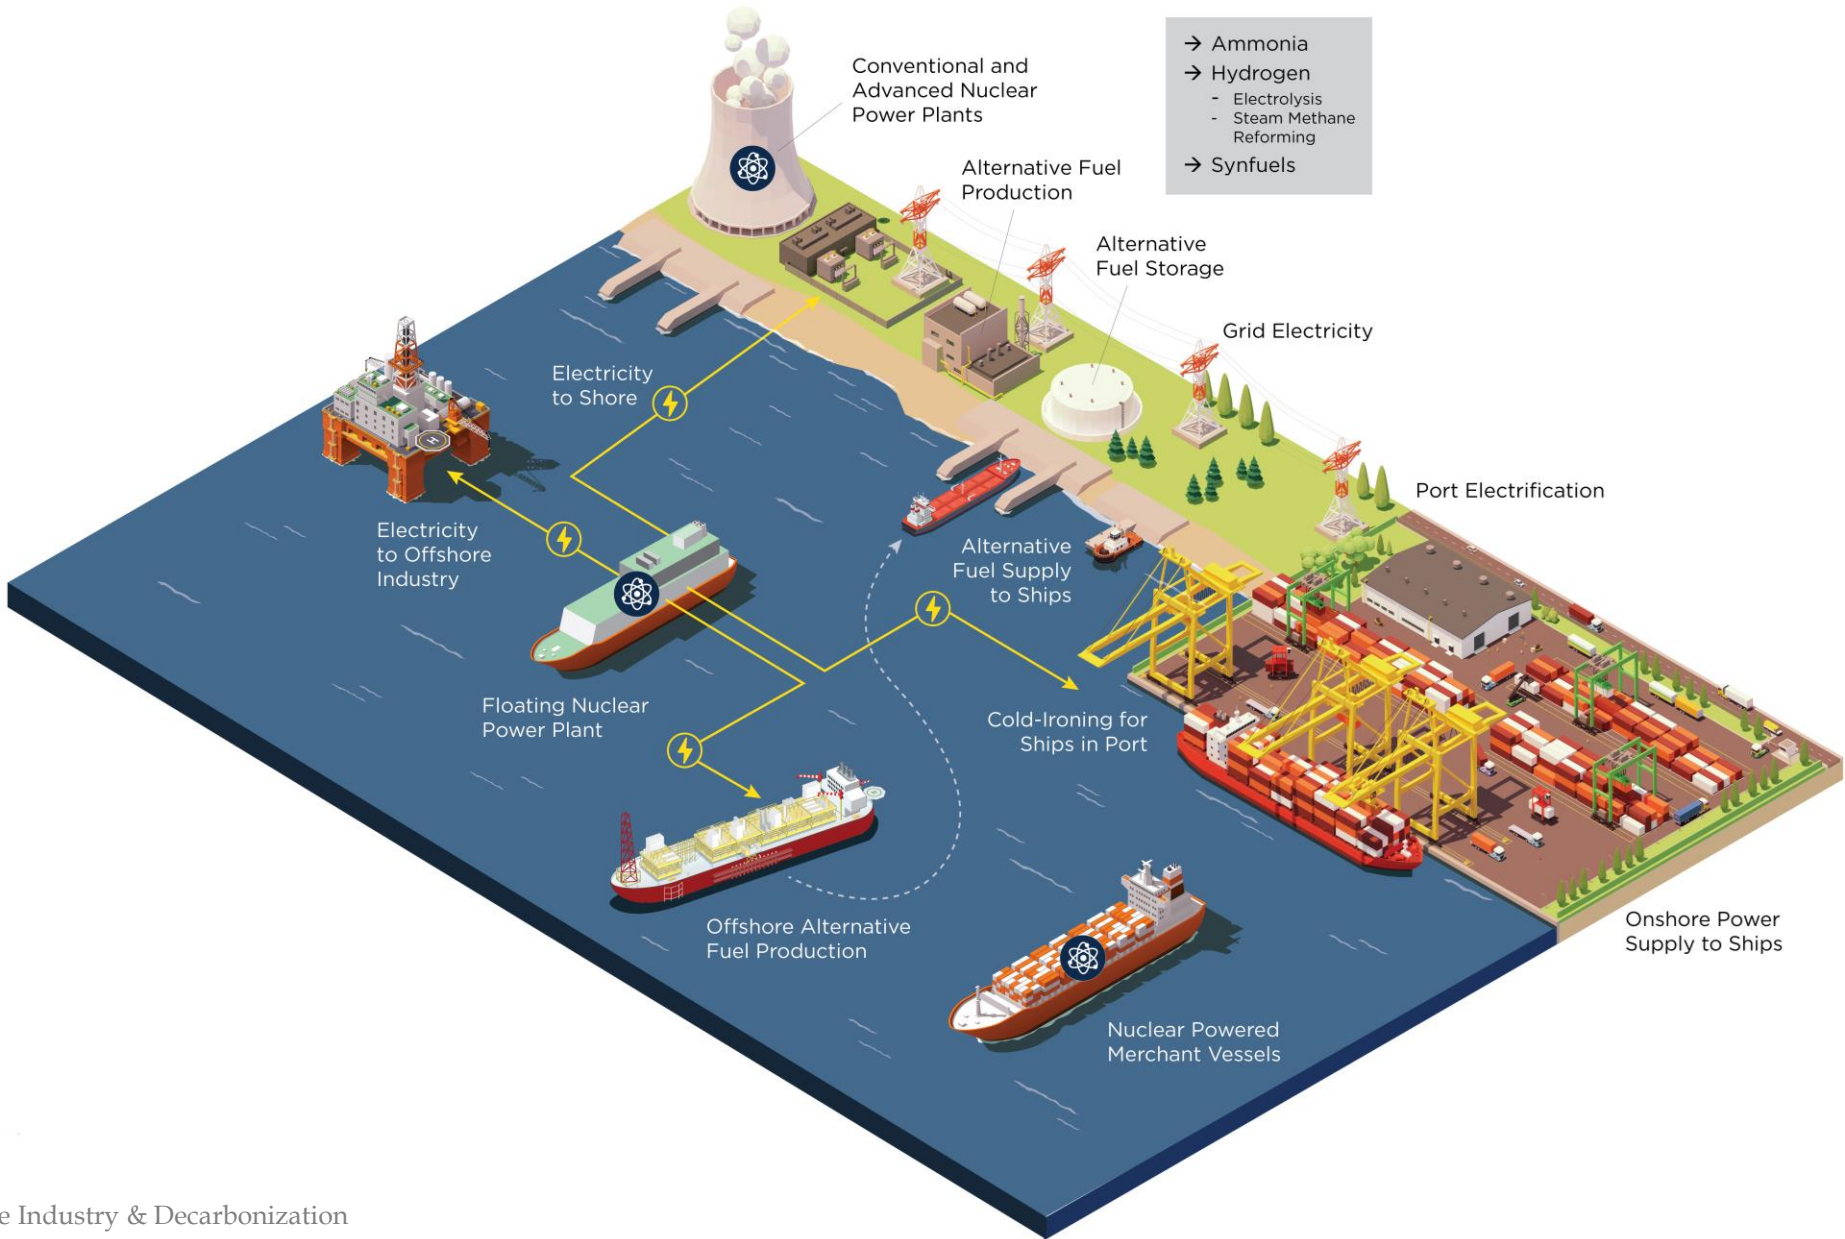 Conventional and
Advanced Nuclear
Power Plants
→ Ammonia
→ Hydrogen
- Electrolysis
- Steam Methane
Reforming
→ Synfuels
Alternative Fuel
Production
Alternative
Fuel Storage
Grid Electricity
Electricity
to Shore
Port Electrification
Electricity
to Offshore
Industry
H
Alternative
Fuel Supply
to Ships
Floating Nuclear
Power Plant
Cold-Ironing for
Ships in Port
Offshore Alternative
Fuel Production
Onshore Power
Supply to Ships
Nuclear Powered
Merchant Vessels
e Industry & Decarbonization